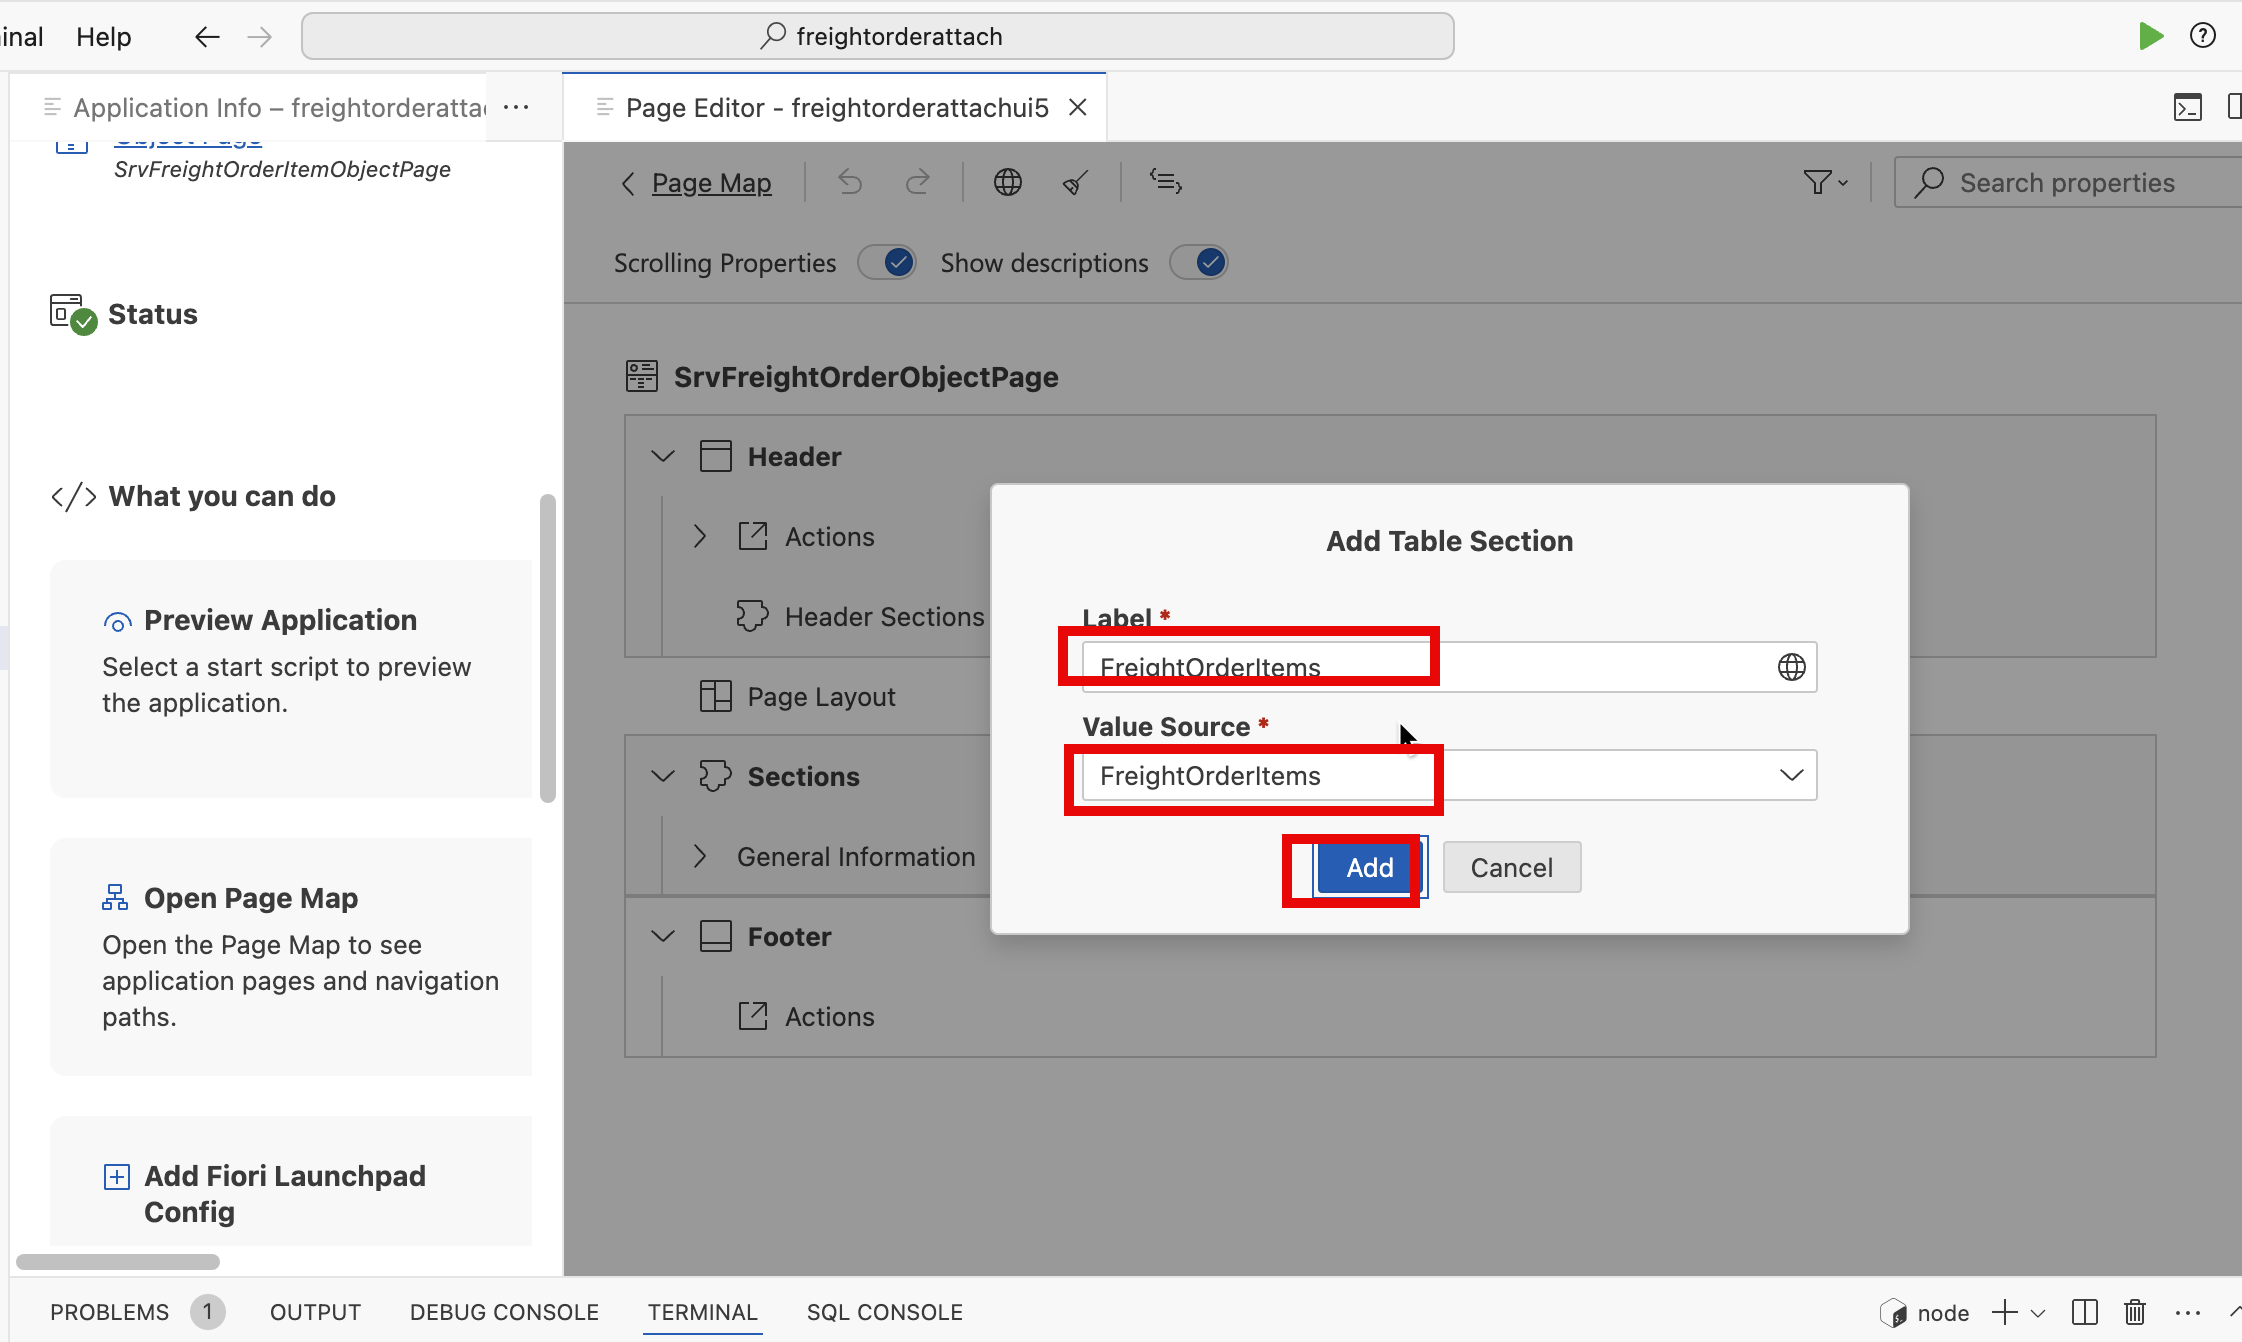 inal Help
freightorderattach
Application Info – freightorderattac
Page Editor - freightorderattachui5
Object Page
SrvFreightOrderItemObjectPage
Status
What you can do
Preview Application
Select a start script to preview
the application.
Open Page Map
Open the Page Map to see
application pages and navigation
paths.
Add Fiori Launchpad
Config
Page Map
Search properties
Scrolling Properties
Show descriptions
SrvFreightOrderObjectPage
Header
Actions
Header Sections
Page Layout
Sections
General Information
Footer
Actions
Add Table Section
Label *
FreightOrderItems
Value Source *
FreightOrderItems
Add
Cancel
PROBLEMS 1 OUTPUT DEBUG CONSOLE TERMINAL SQL CONSOLE
node